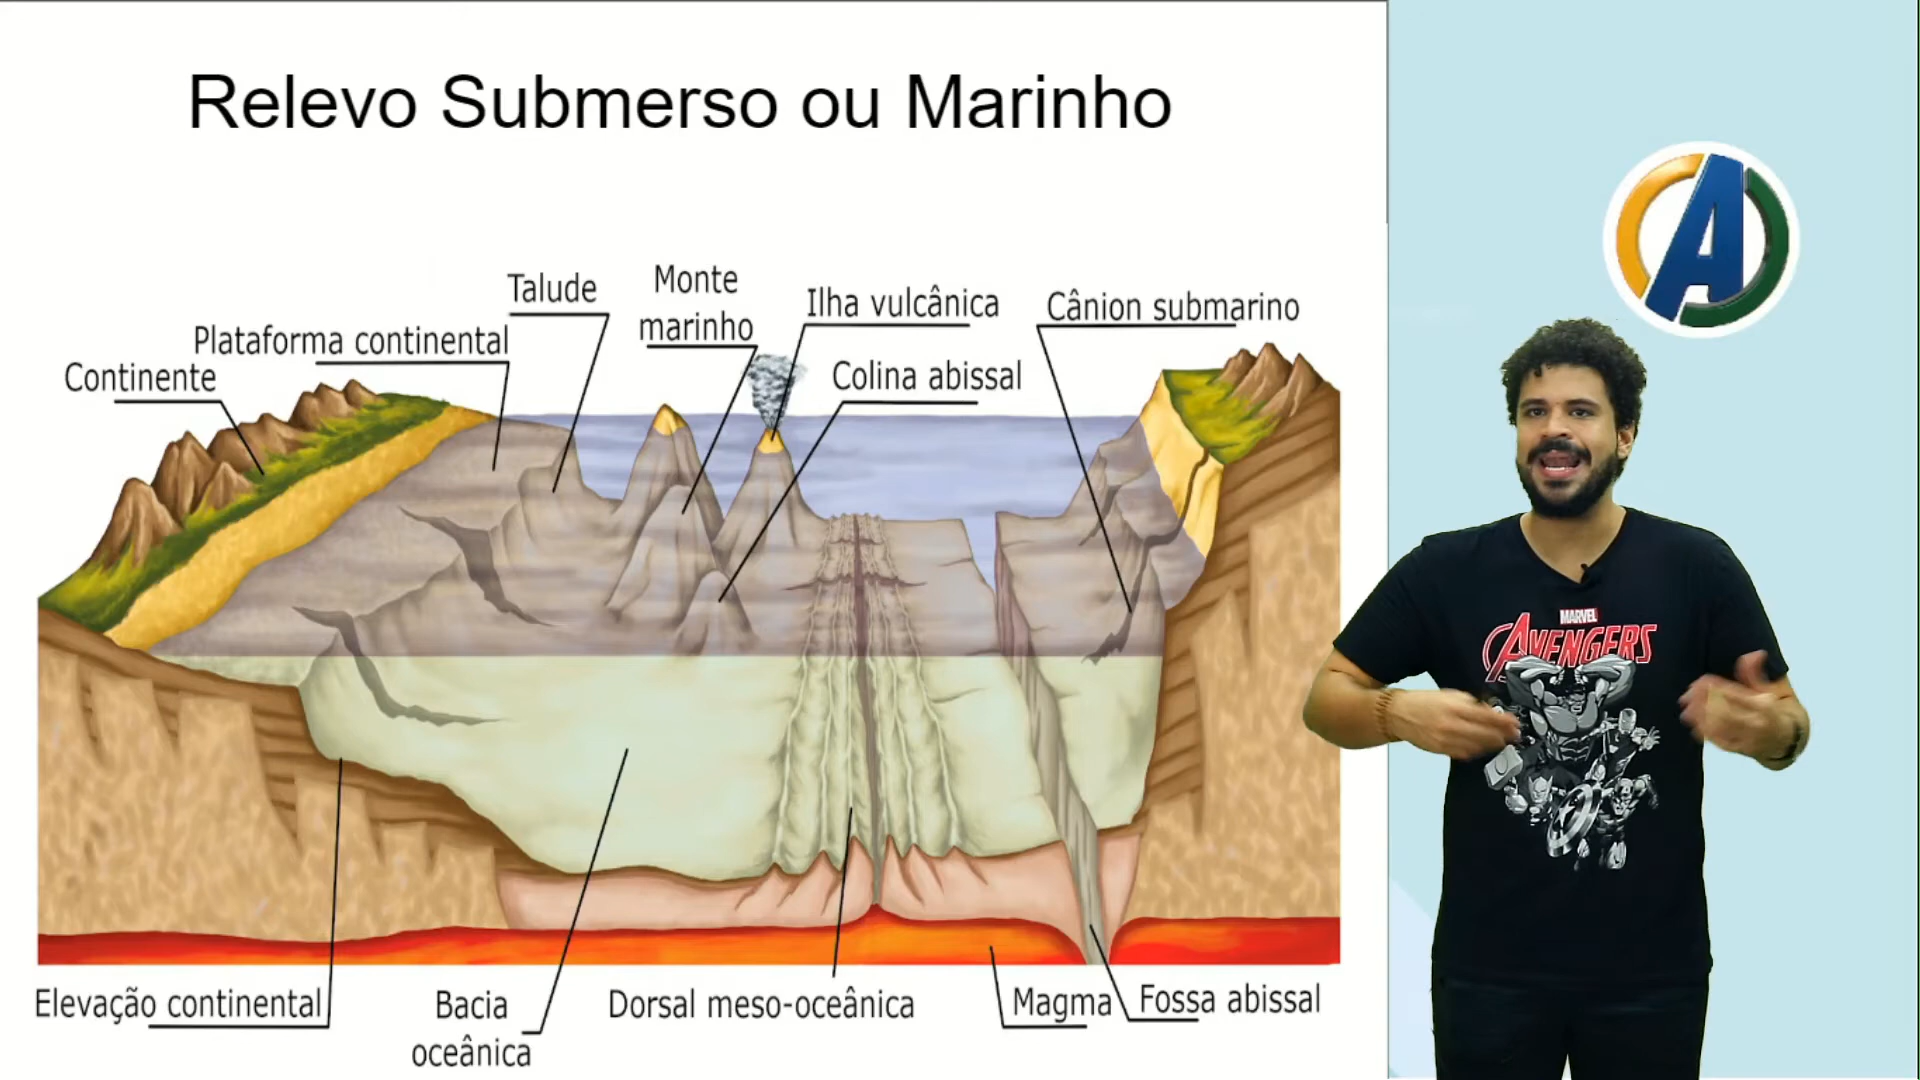 Relevo Submerso ou Marinho
Talude
Monte
marinho
Ilha vulcânica
Cânion submarino
Plataforma continental
Continente
Colina abissal
Elevação continental
Bacia
oceânica
Dorsal meso-oceânica
Magma
Fossa abissal
A
MARVEL
AVENGERS